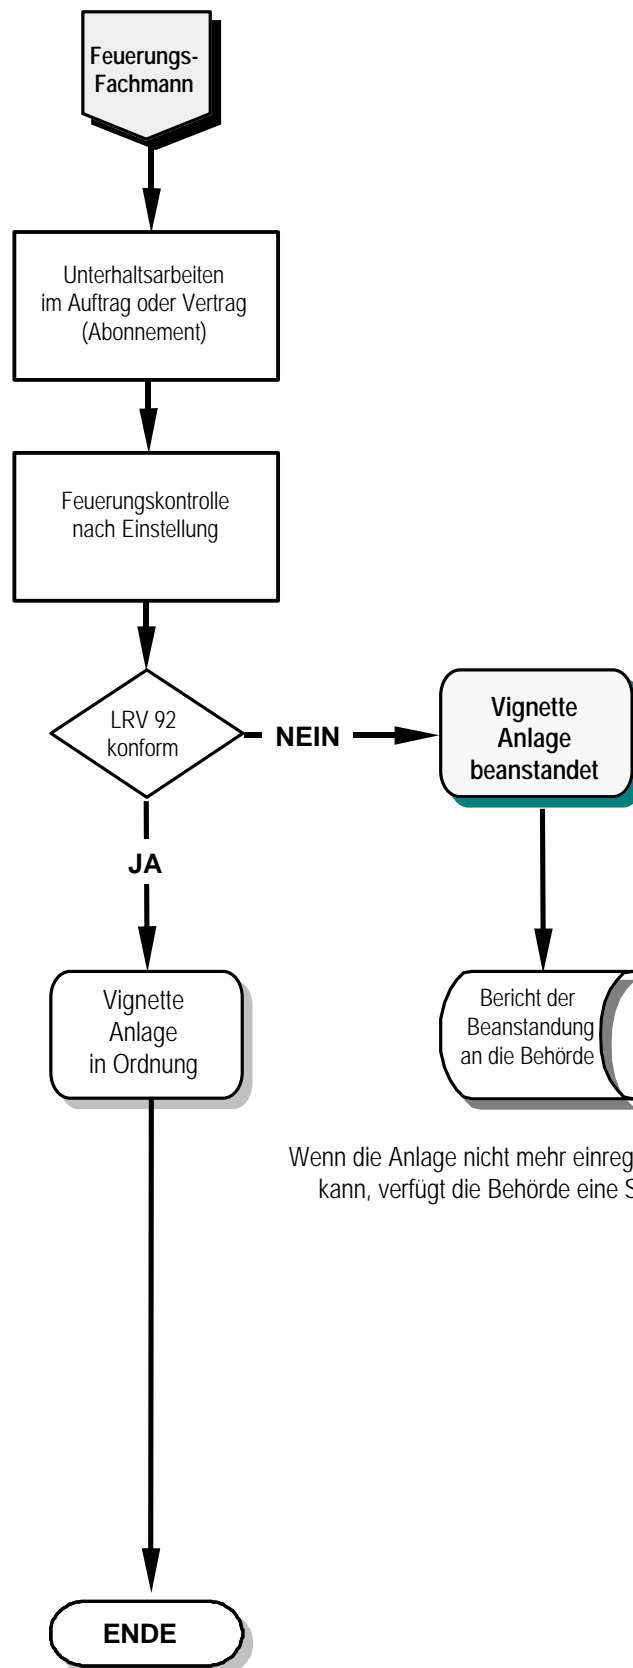 Feuerungs-
Fachmann
Unterhaltsarbeiten
im Auftrag oder Vertrag
(Abonnement)
Feuerungskontrolle
nach Einstellung
LRV 92
konform
NEIN
Vignette
Anlage
beanstandet
JA
Vignette
Anlage
in Ordnung
Bericht der
Beanstandung
an die Behörde
Wenn die Anlage nicht mehr einreg
kann, verfügt die Behörde eine S
ENDE